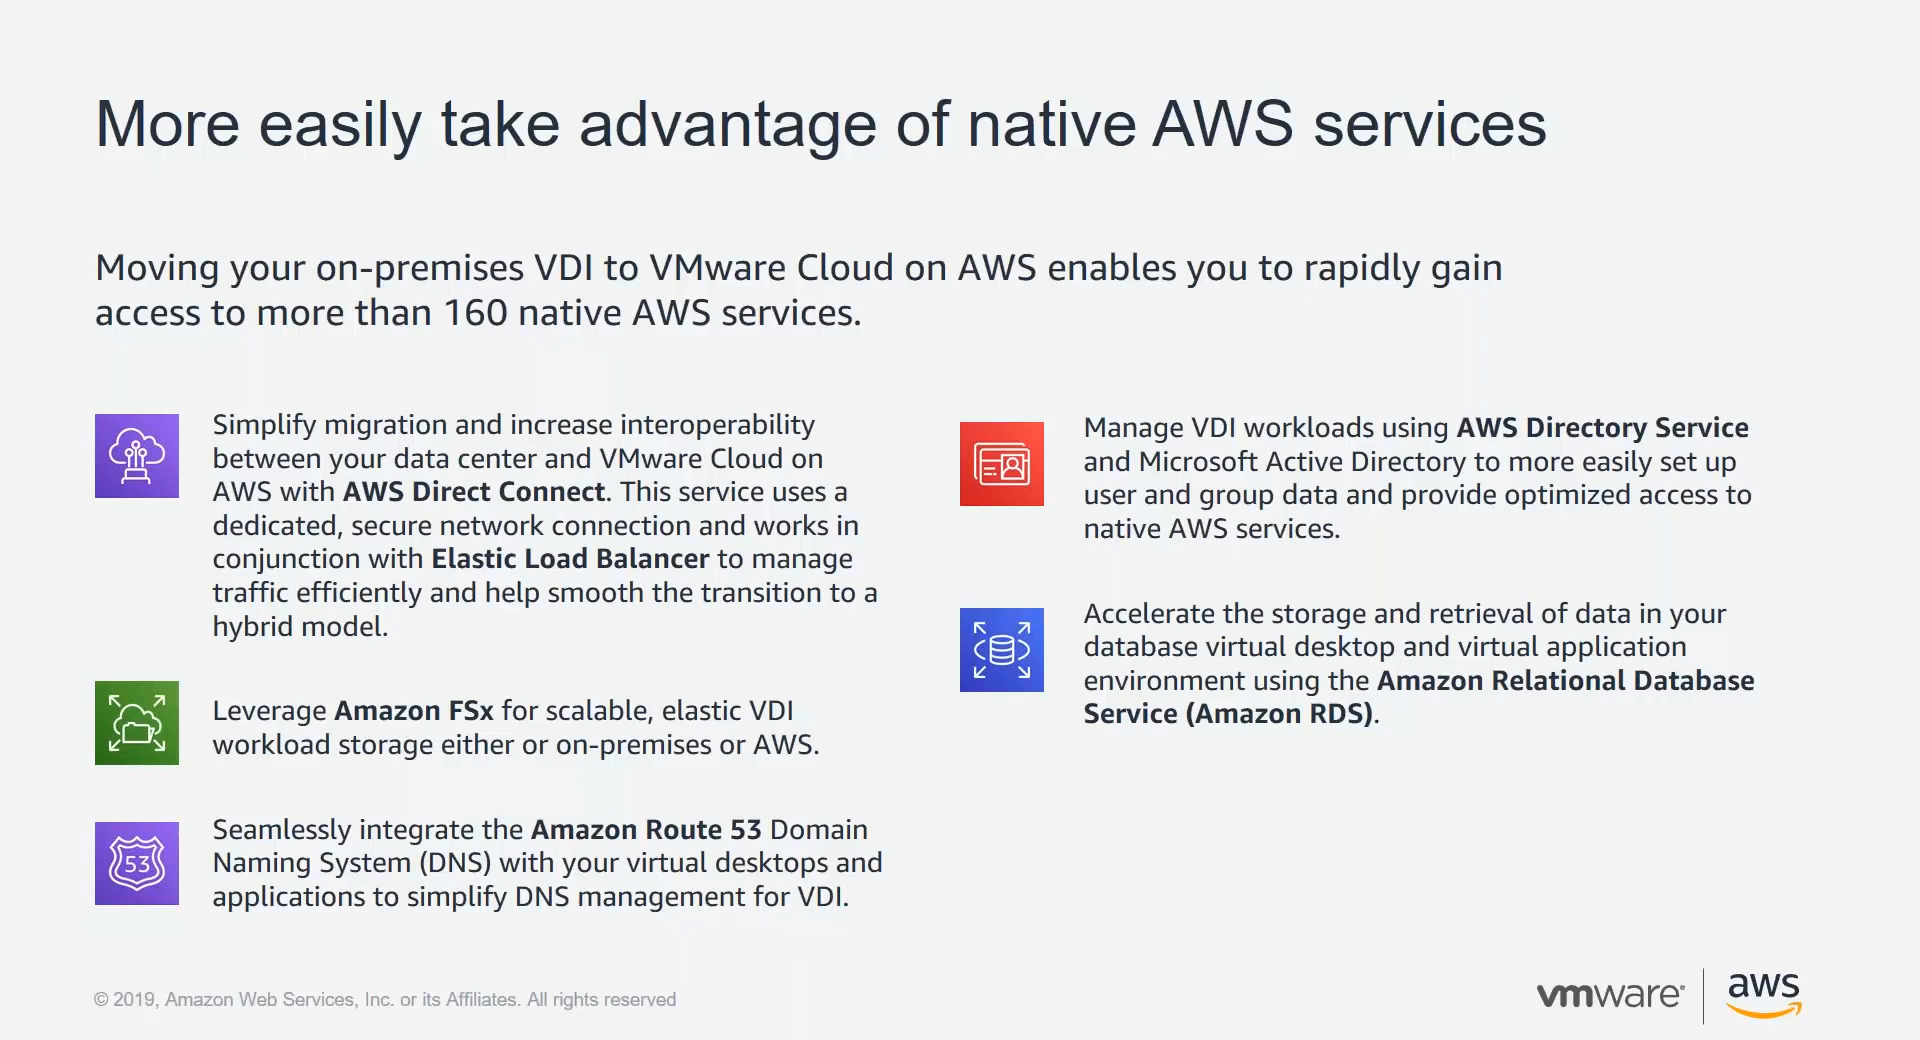 More easily take advantage of native AWS services
Moving your on-premises VDI to VMware Cloud on AWS enables you to rapidly gain
access to more than 160 native AWS services.
Simplify migration and increase interoperability
between your data center and VMware Cloud on
AWS with AWS Direct Connect. This service uses a
dedicated, secure network connection and works in
conjunction with Elastic Load Balancer to manage
traffic efficiently and help smooth the transition to a
hybrid model.
Leverage Amazon FSx for scalable, elastic VDI
workload storage either or on-premises or AWS.
53
Seamlessly integrate the Amazon Route 53 Domain
Naming System (DNS) with your virtual desktops and
applications to simplify DNS management for VDI.
Manage VDI workloads using AWS Directory Service
and Microsoft Active Directory to more easily set up
user and group data and provide optimized access to
native AWS services.
Accelerate the storage and retrieval of data in your
database virtual desktop and virtual application
environment using the Amazon Relational Database
Service (Amazon RDS).
© 2019, Amazon Web Services, Inc. or its Affiliates. All rights reserved
vmware®
aws